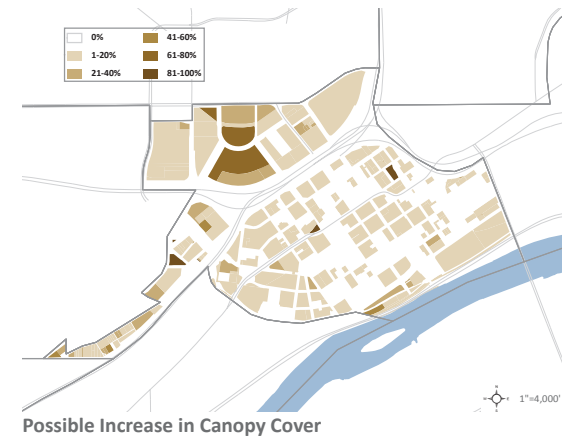 0%
41-60%
1-20%
61-80%
21-40%
81-100%
N
W
E
S
1"=4,000'
Possible Increase in Canopy Cover